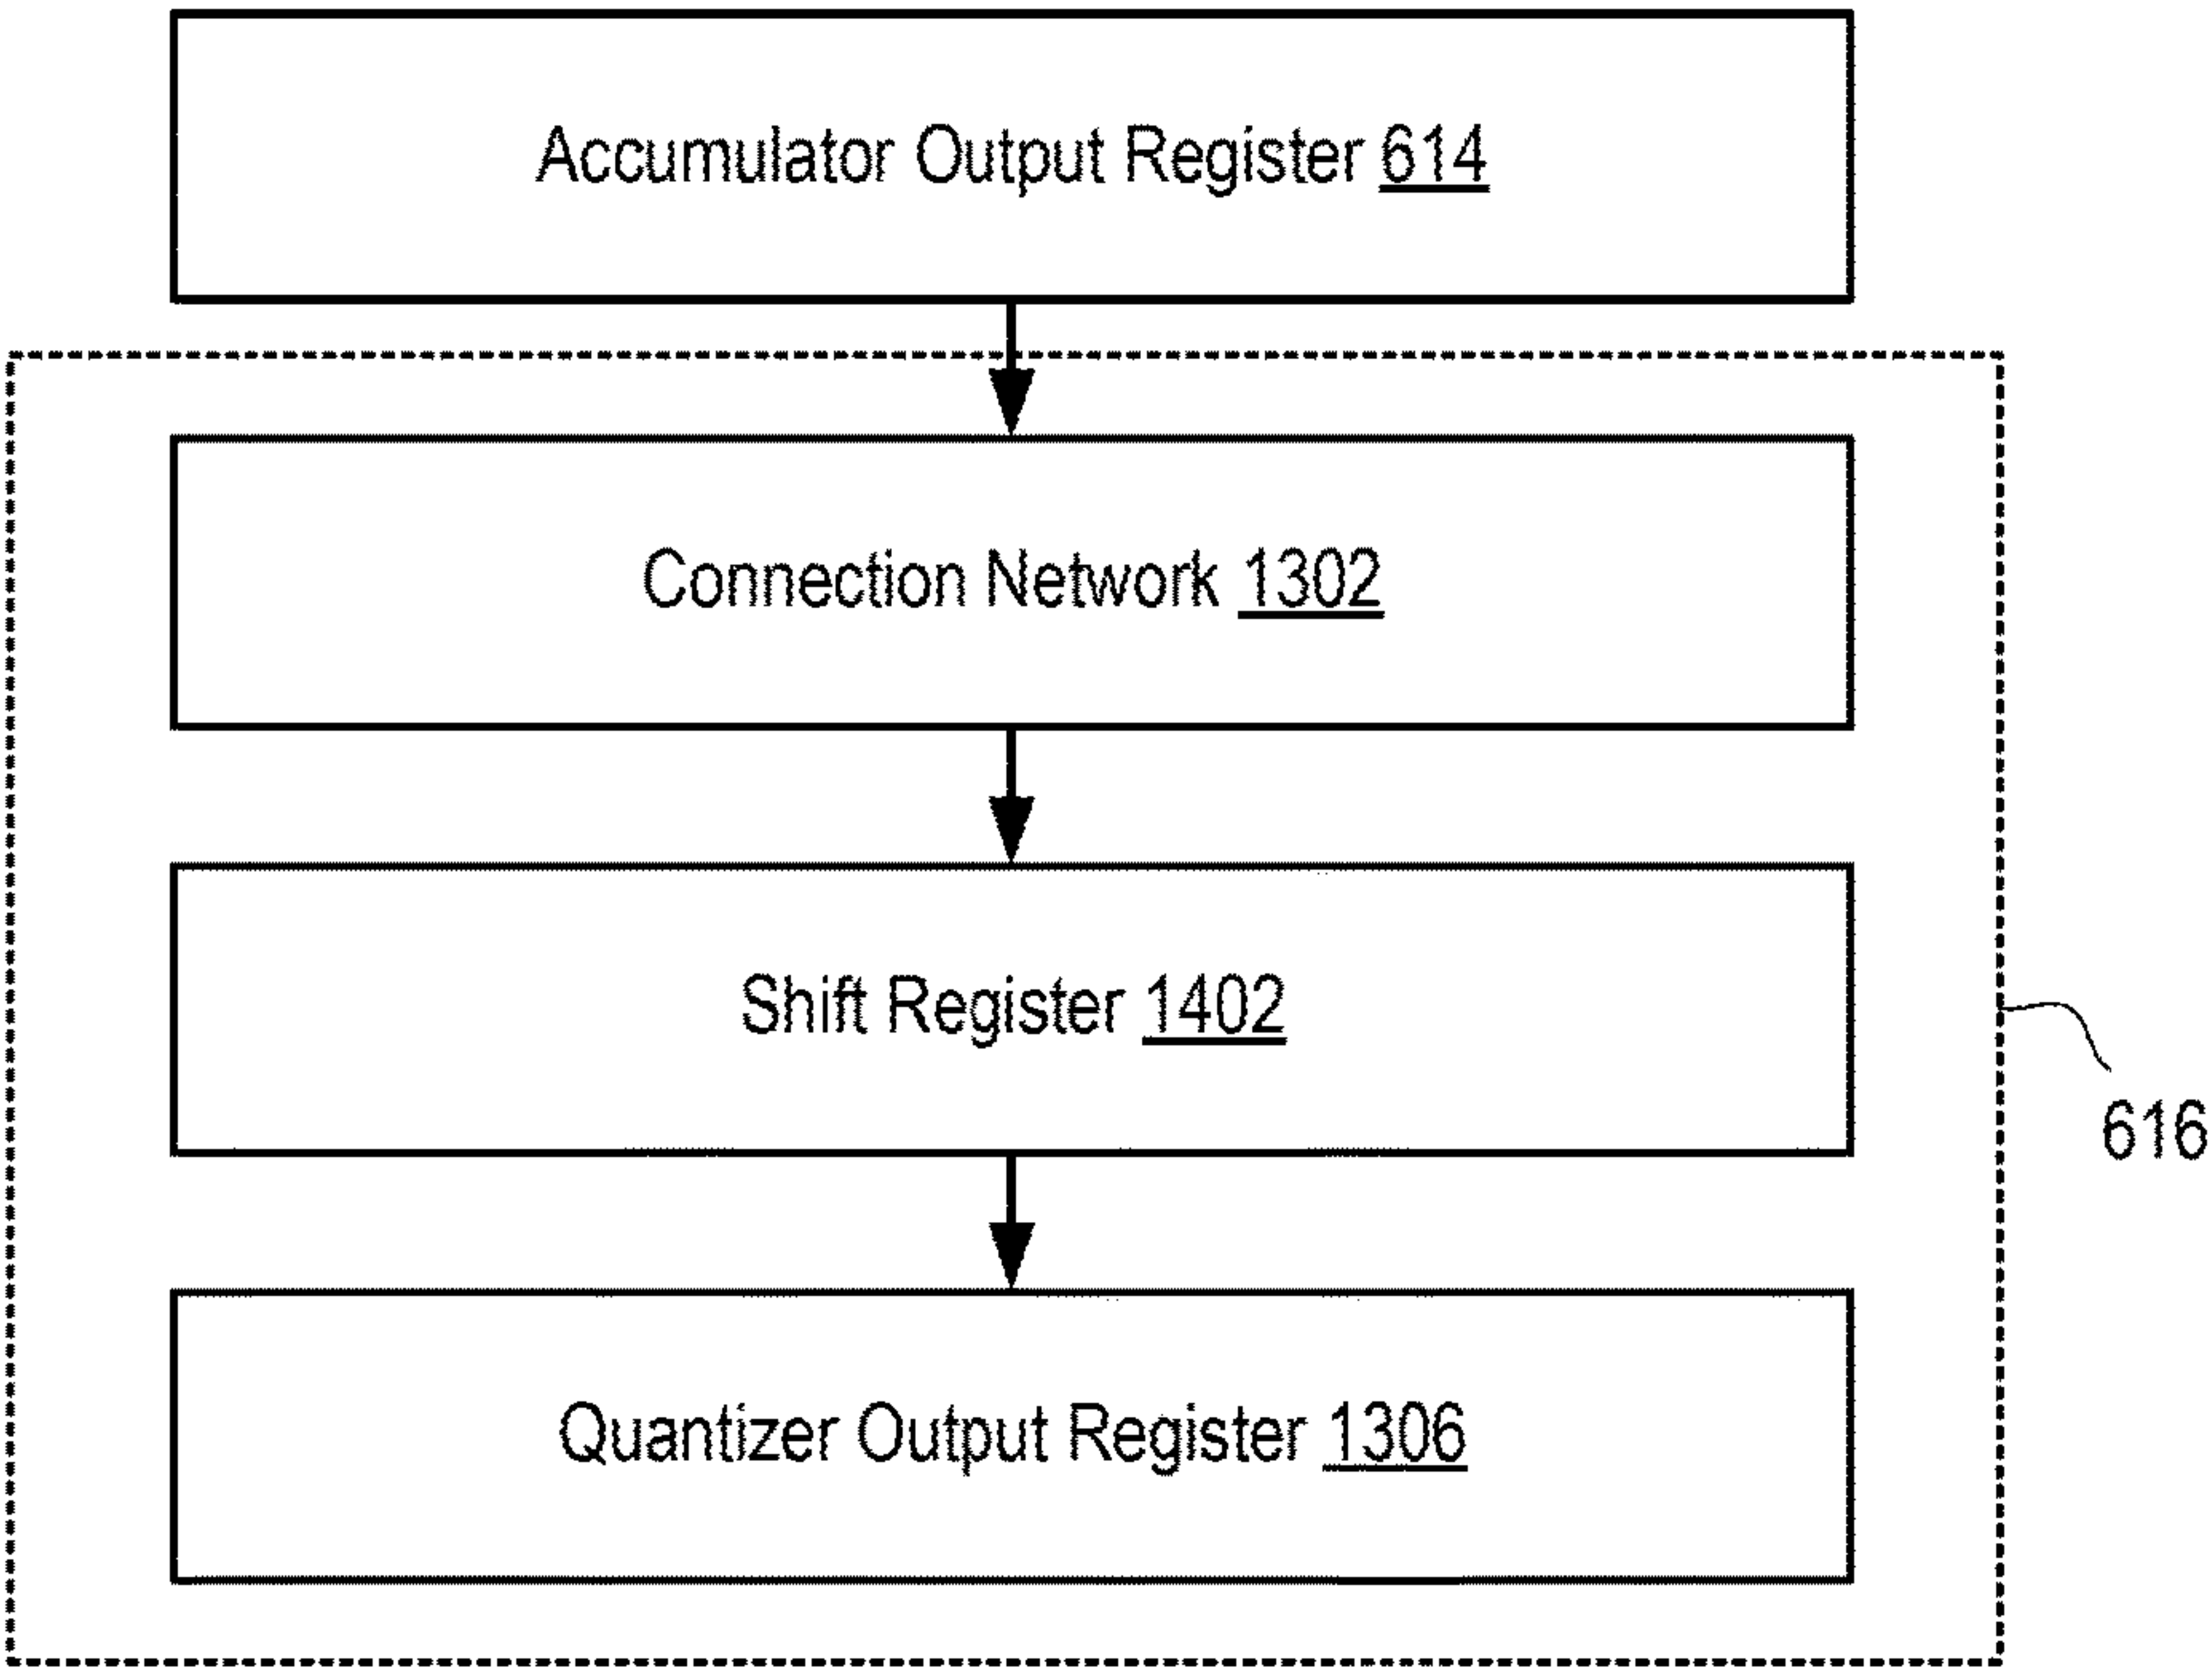 Accumulator Output Register 614
Connection Network 1302
Shift Register 1402
616
Quantizer Output Register 1306